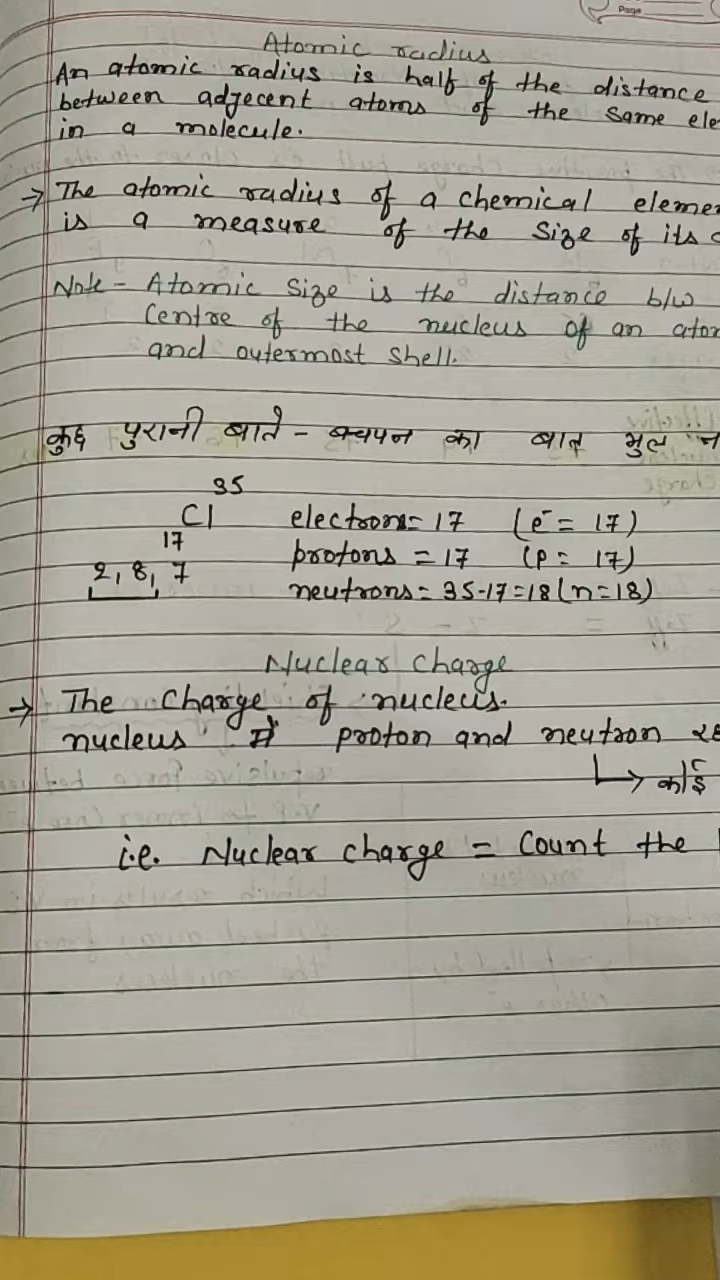 Page
Atomic radius
An atomic radius is half of the distance
between adjecent atoms of the same ele
in a molecule.
→ The atomic radius of a chemical eleme
is a measure of the size of its
Note - Atomic size is the distance b/w
Centre of the nucleus of an ato
and outermost shell.
कुछ पुरानी बाते - बचपन का बात भुल न
35
Cl electrons = 17 (e⁻ = 17)
17 protons = 17 (p = 17)
2, 8, 7 neutrons = 35-17 = 18 (n = 18)
Nuclear Charge
→ The Charge of nucleus.
nucleus में proton and neutron
↳ कोई
i.e. Nuclear charge = Count the